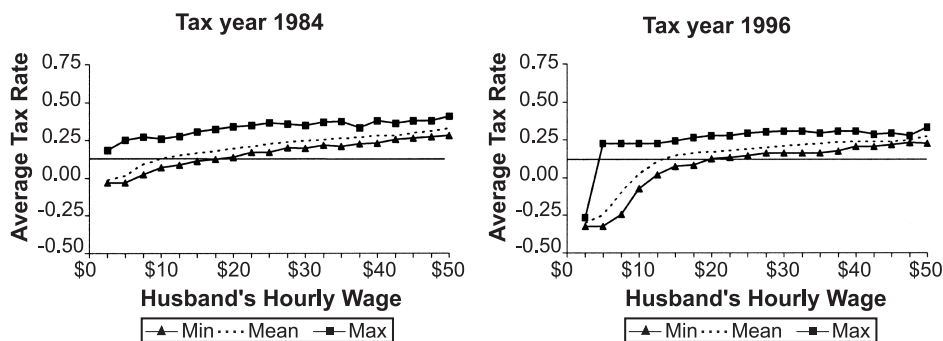 Tax year 1984
Average Tax Rate
0.75
0.50
0.25
0.00
-0.25
-0.50
$0 $10 $20 $30 $40 $50
Husband's Hourly Wage
Min Mean Max
Tax year 1996
Average Tax Rate
0.75
0.50
0.25
0.00
-0.25
-0.50
$0 $10 $20 $30 $40 $50
Husband's Hourly Wage
Min Mean Max